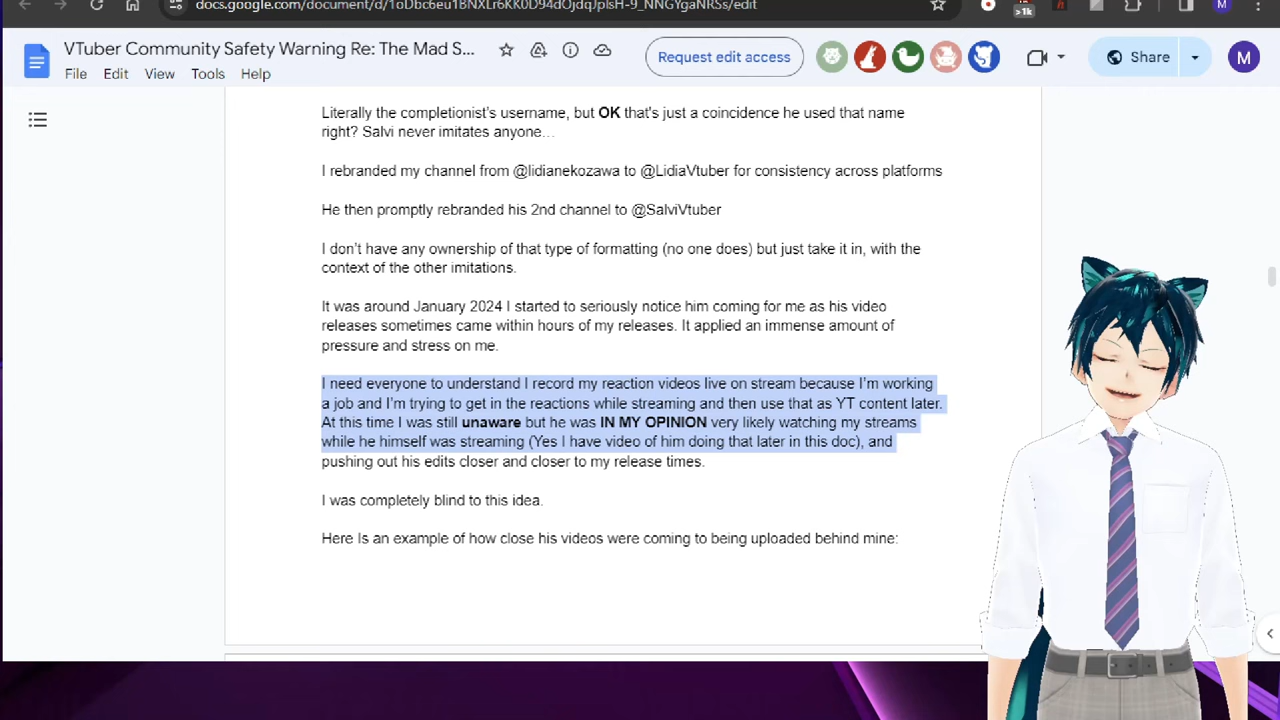 docs.google.com/document/d/1oDbc6eu1BNXLr6KK0D94dOjdqJpIsH-9_NNGYgaNRSs/edit
>1k
M
VTuber Community Safety Warning Re: The Mad S...
File Edit View Tools Help
Request edit access
Share
M
Literally the completionist's username, but OK that's just a coincidence he used that name
right? Salvi never imitates anyone…
I rebranded my channel from @lidianekozawa to @LidiaVtuber for consistency across platforms
He then promptly rebranded his 2nd channel to @SalviVtuber
I don't have any ownership of that type of formatting (no one does) but just take it in, with the
context of the other imitations.
It was around January 2024 I started to seriously notice him coming for me as his video
releases sometimes came within hours of my releases. It applied an immense amount of
pressure and stress on me.
I need everyone to understand I record my reaction videos live on stream because I'm working
a job and I'm trying to get in the reactions while streaming and then use that as YT content later.
At this time I was still unaware but he was IN MY OPINION very likely watching my streams
while he himself was streaming (Yes I have video of him doing that later in this doc), and
pushing out his edits closer and closer to my release times.
I was completely blind to this idea.
Here Is an example of how close his videos were coming to being uploaded behind mine: